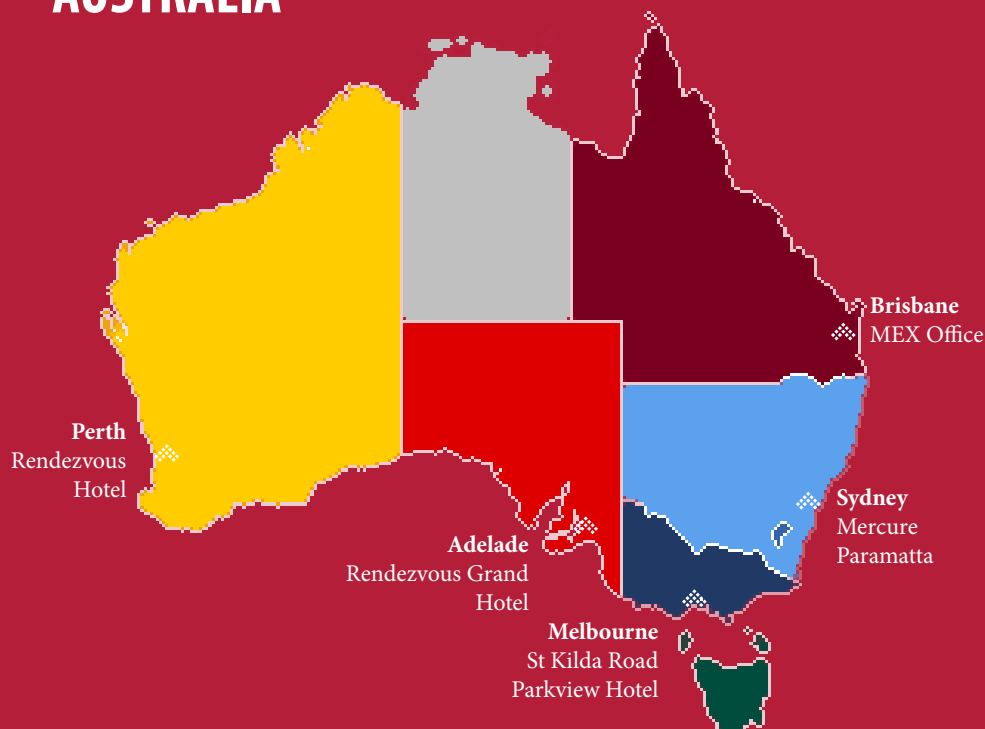 AUSTRALIA
Brisbane
MEX Office
Perth
Rendezvous
Hotel
Sydney
Mercure
Paramatta
Adelade
Rendezvous Grand
Hotel
Melbourne
St Kilda Road
Parkview Hotel